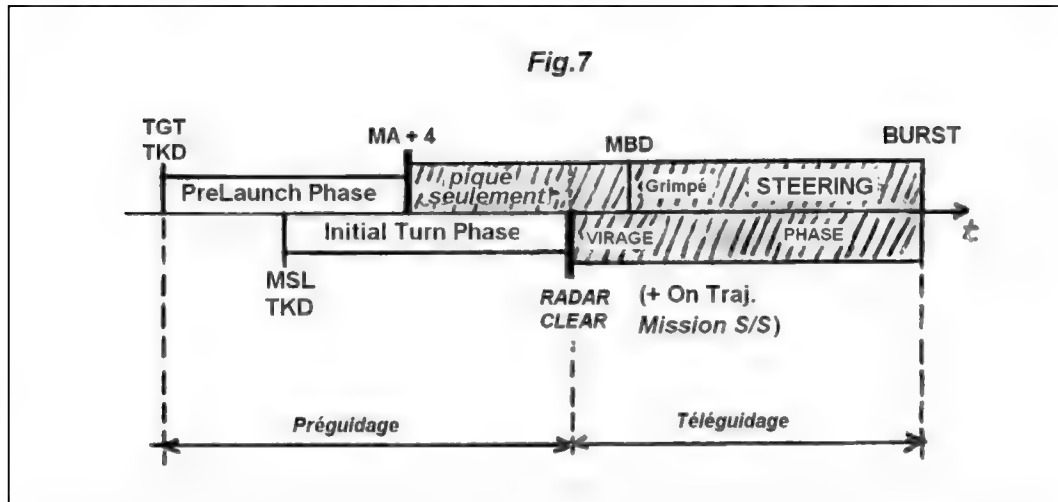 Fig.7
TGT
TKD
MA + 4
MBD
BURST
PreLaunch Phase
piqué
seulement
Grimpé
STEERING
t
Initial Turn Phase
VIRAGE
PHASE
MSL
TKD
RADAR
CLEAR
(+ On Traj.
Mission S/S)
Préguidage
Téléguidage